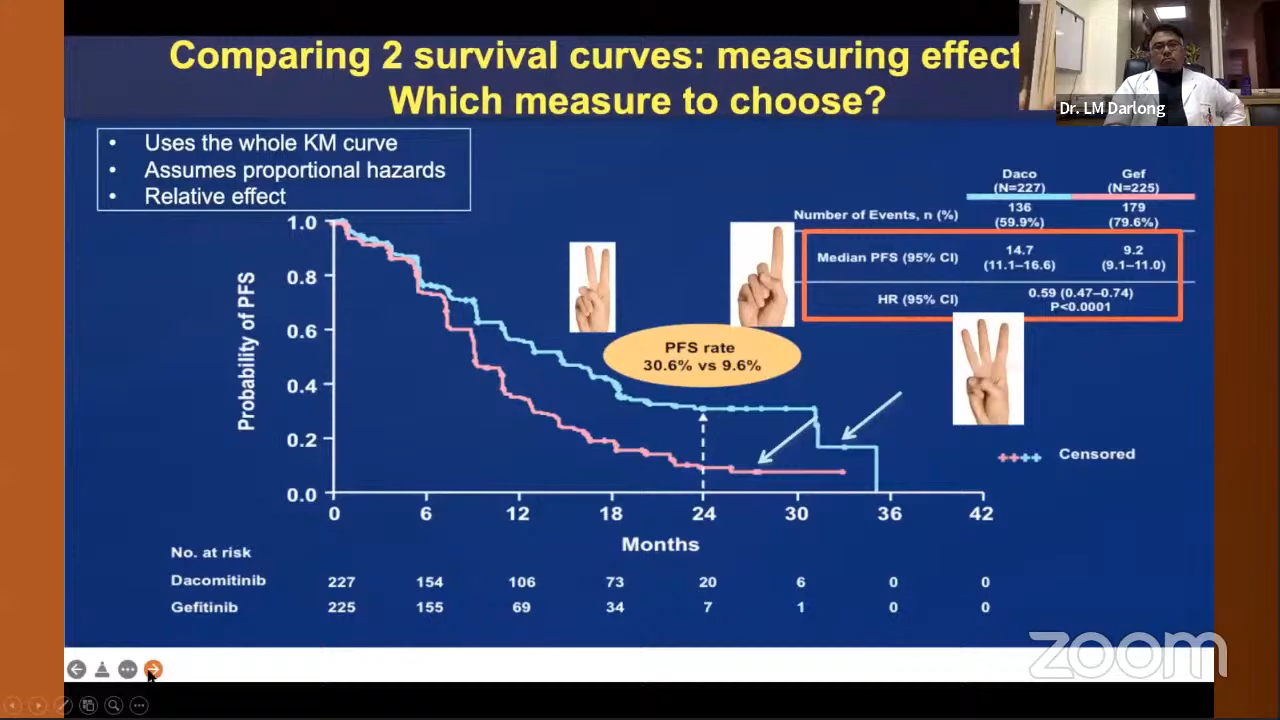 Comparing 2 survival curves: measuring effect
Which measure to choose?
Dr. LM Darlong
• Uses the whole KM curve
• Assumes proportional hazards
• Relative effect
Daco Gef
(N=227) (N=225)
Number of Events, n (%) 136 179
(59.9%) (79.6%)
Median PFS (95% CI) 14.7 9.2
(11.1–16.6) (9.1–11.0)
HR (95% CI) 0.59 (0.47–0.74)
P<0.0001
PFS rate
30.6% vs 9.6%
Probability of PFS
1.0
0.8
0.6
0.4
0.2
0.0
Censored
0 6 12 18 24 30 36 42
Months
No. at risk
Dacomitinib 227 154 106 73 20 6 0 0
Gefitinib 225 155 69 34 7 1 0 0
zoom